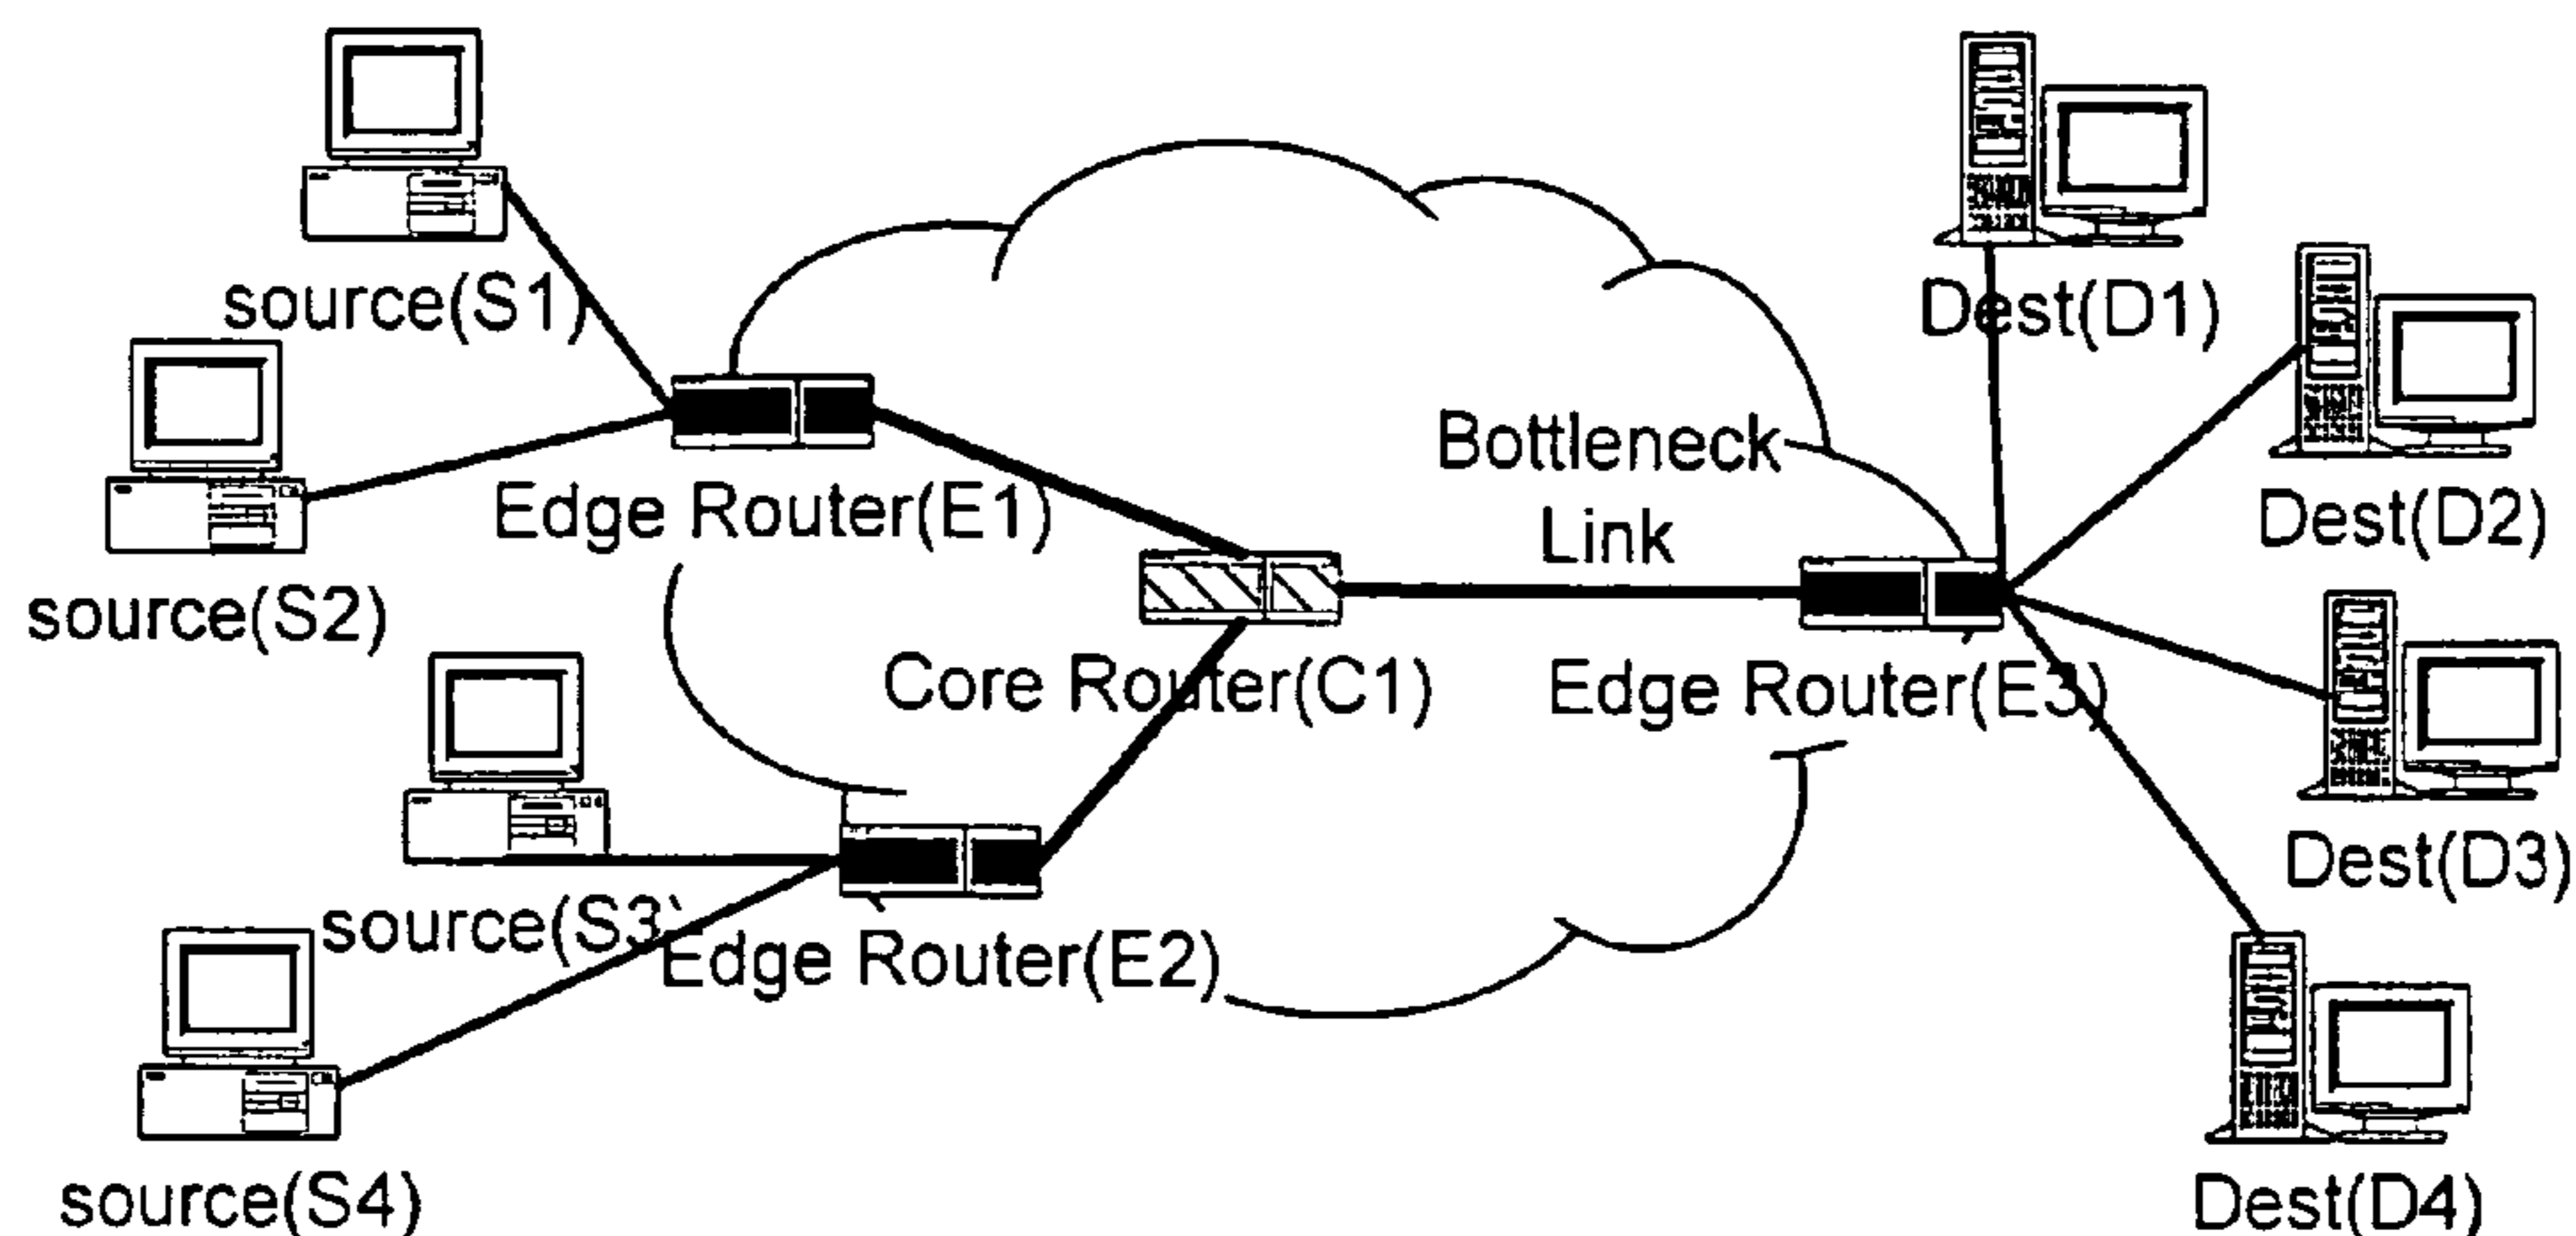 source(S1)
source(S2)
source(S3)
source(S4)
Edge Router(E1)
Edge Router(E2)
Core Router(C1)
Bottleneck
Link
Edge Router(E3)
Dest(D1)
Dest(D2)
Dest(D3)
Dest(D4)